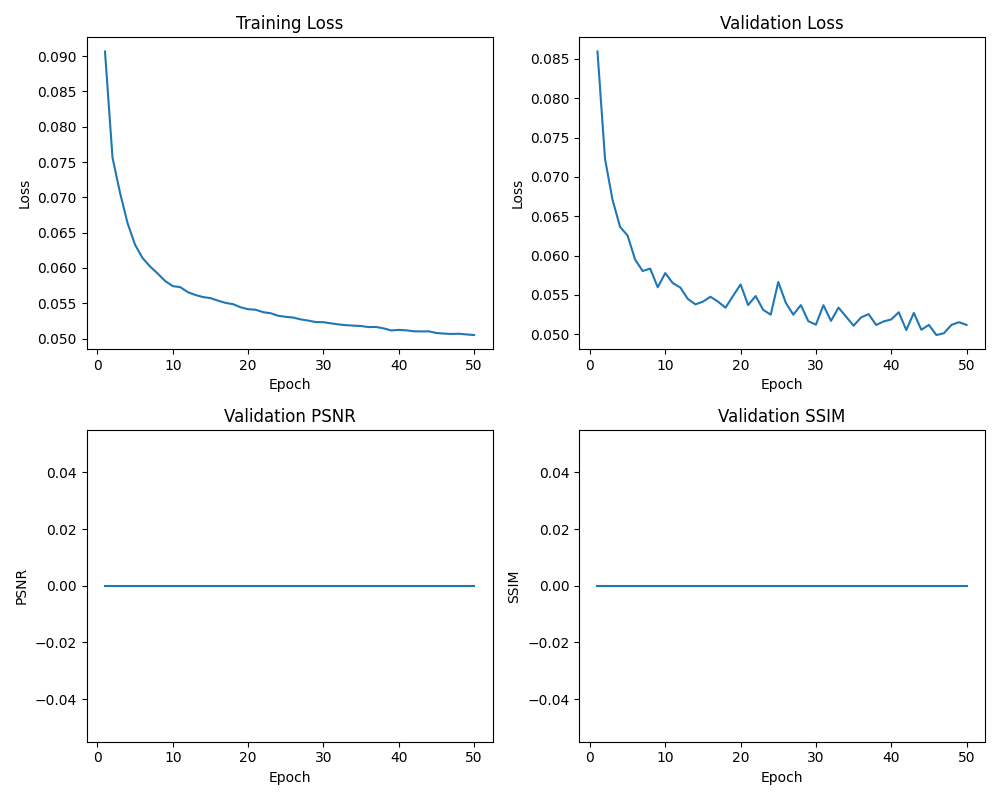 Training Loss
0.090
0.085
0.080
0.075
0.070
0.065
0.060
0.055
0.050
Loss
0 10 20 30 40 50
Epoch
Validation Loss
0.085
0.080
0.075
0.070
0.065
0.060
0.055
0.050
Loss
0 10 20 30 40 50
Epoch
Validation PSNR
0.04
0.02
0.00
−0.02
−0.04
PSNR
0 10 20 30 40 50
Epoch
Validation SSIM
0.04
0.02
0.00
−0.02
−0.04
SSIM
0 10 20 30 40 50
Epoch